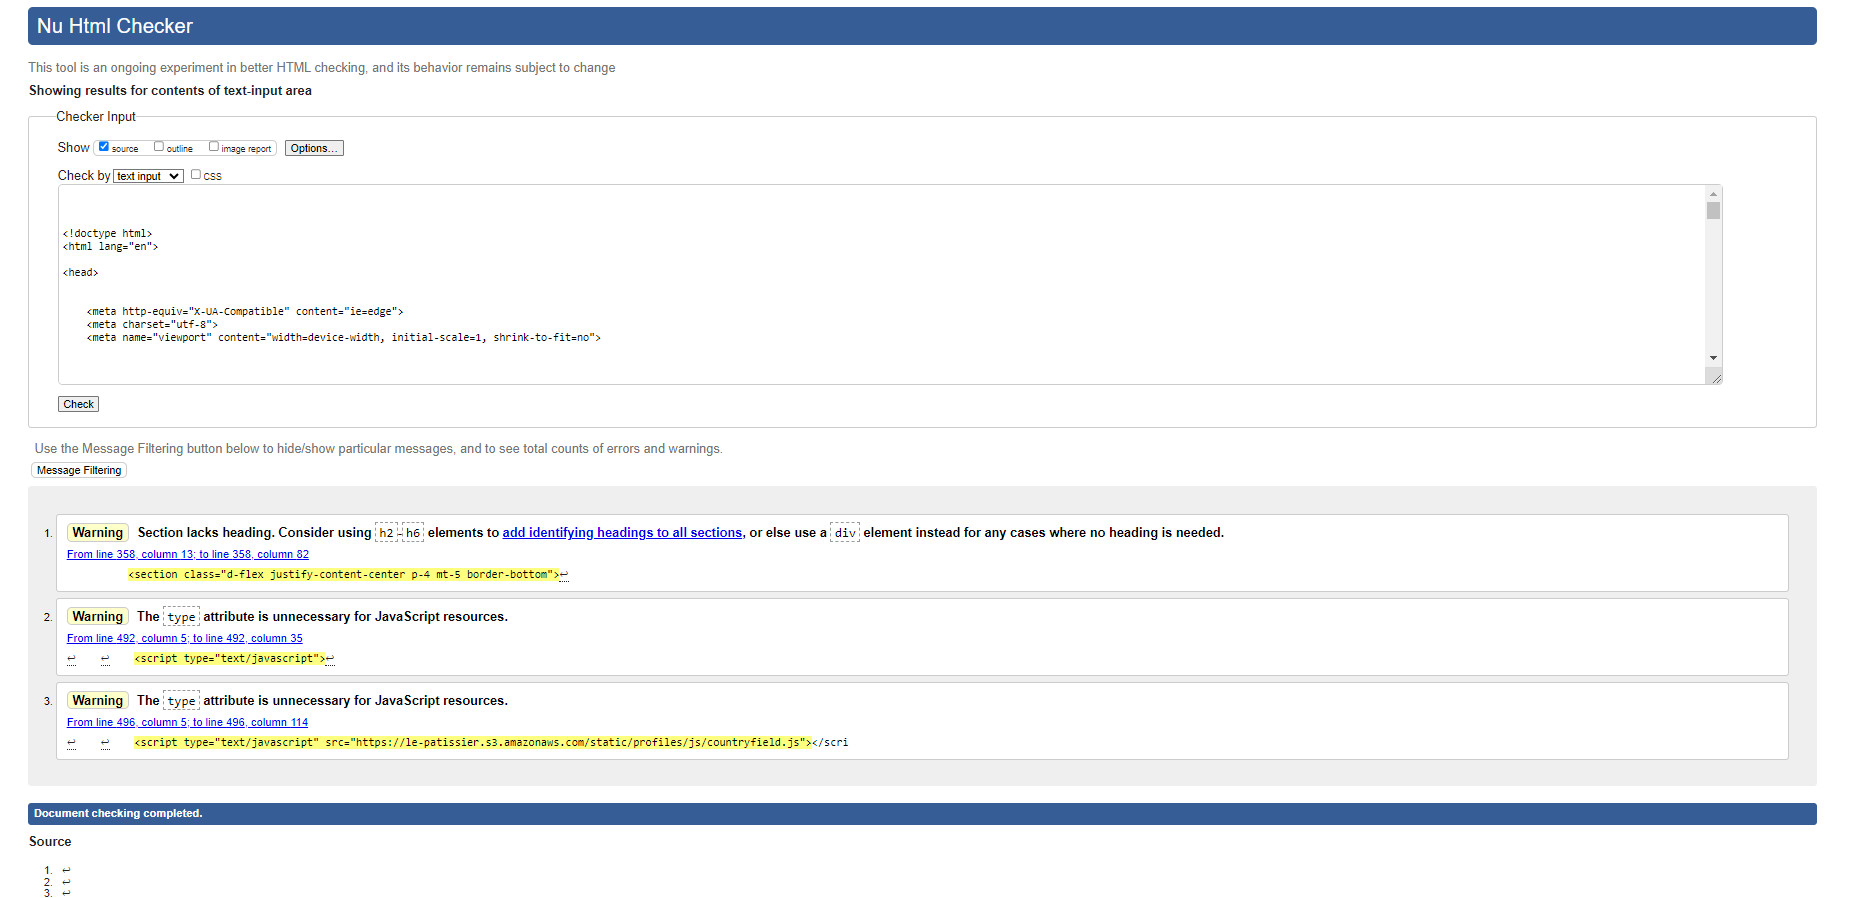 Nu Html Checker
This tool is an ongoing experiment in better HTML checking, and its behavior remains subject to change
Showing results for contents of text-input area
Checker Input
Show source outline image report Options...
Check by text input css
<!doctype html>
<html lang="en">
<head>
<meta http-equiv="X-UA-Compatible" content="ie=edge">
<meta charset="utf-8">
<meta name="viewport" content="width=device-width, initial-scale=1, shrink-to-fit=no">
Check
Use the Message Filtering button below to hide/show particular messages, and to see total counts of errors and warnings.
Message Filtering
1. Warning Section lacks heading. Consider using h2-h6 elements to add identifying headings to all sections, or else use a div element instead for any cases where no heading is needed.
From line 358, column 13; to line 358, column 82
<section class="d-flex justify-content-center p-4 mt-5 border-bottom">↩
2. Warning The type attribute is unnecessary for JavaScript resources.
From line 492, column 5; to line 492, column 35
↩ ↩ <script type="text/javascript">↩
3. Warning The type attribute is unnecessary for JavaScript resources.
From line 496, column 5; to line 496, column 114
↩ ↩ <script type="text/javascript" src="https://le-patissier.s3.amazonaws.com/static/profiles/js/countryfield.js"></scri
Document checking completed.
Source
1. ↩
2. ↩
3. ↩